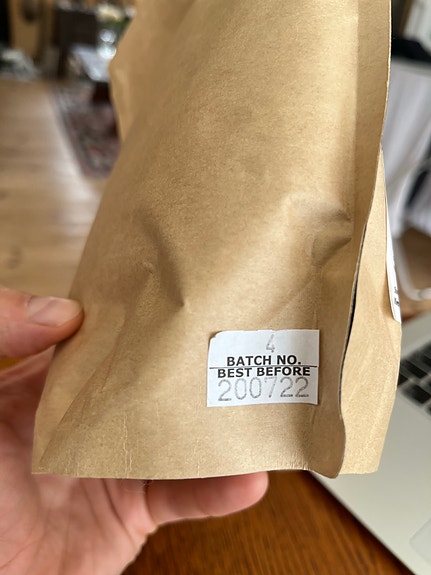 4
BATCH NO.
BEST BEFORE
200722